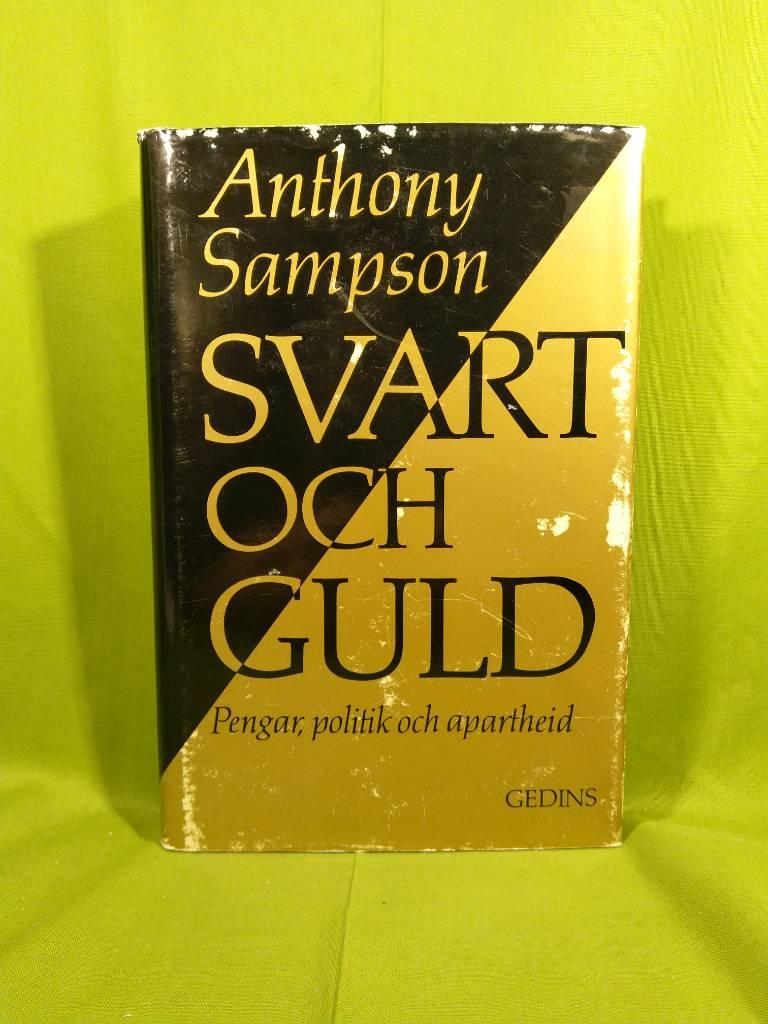 Anthony
Sampson
SVART
OCH
GULD
Pengar, politik och apartheid
GEDINS